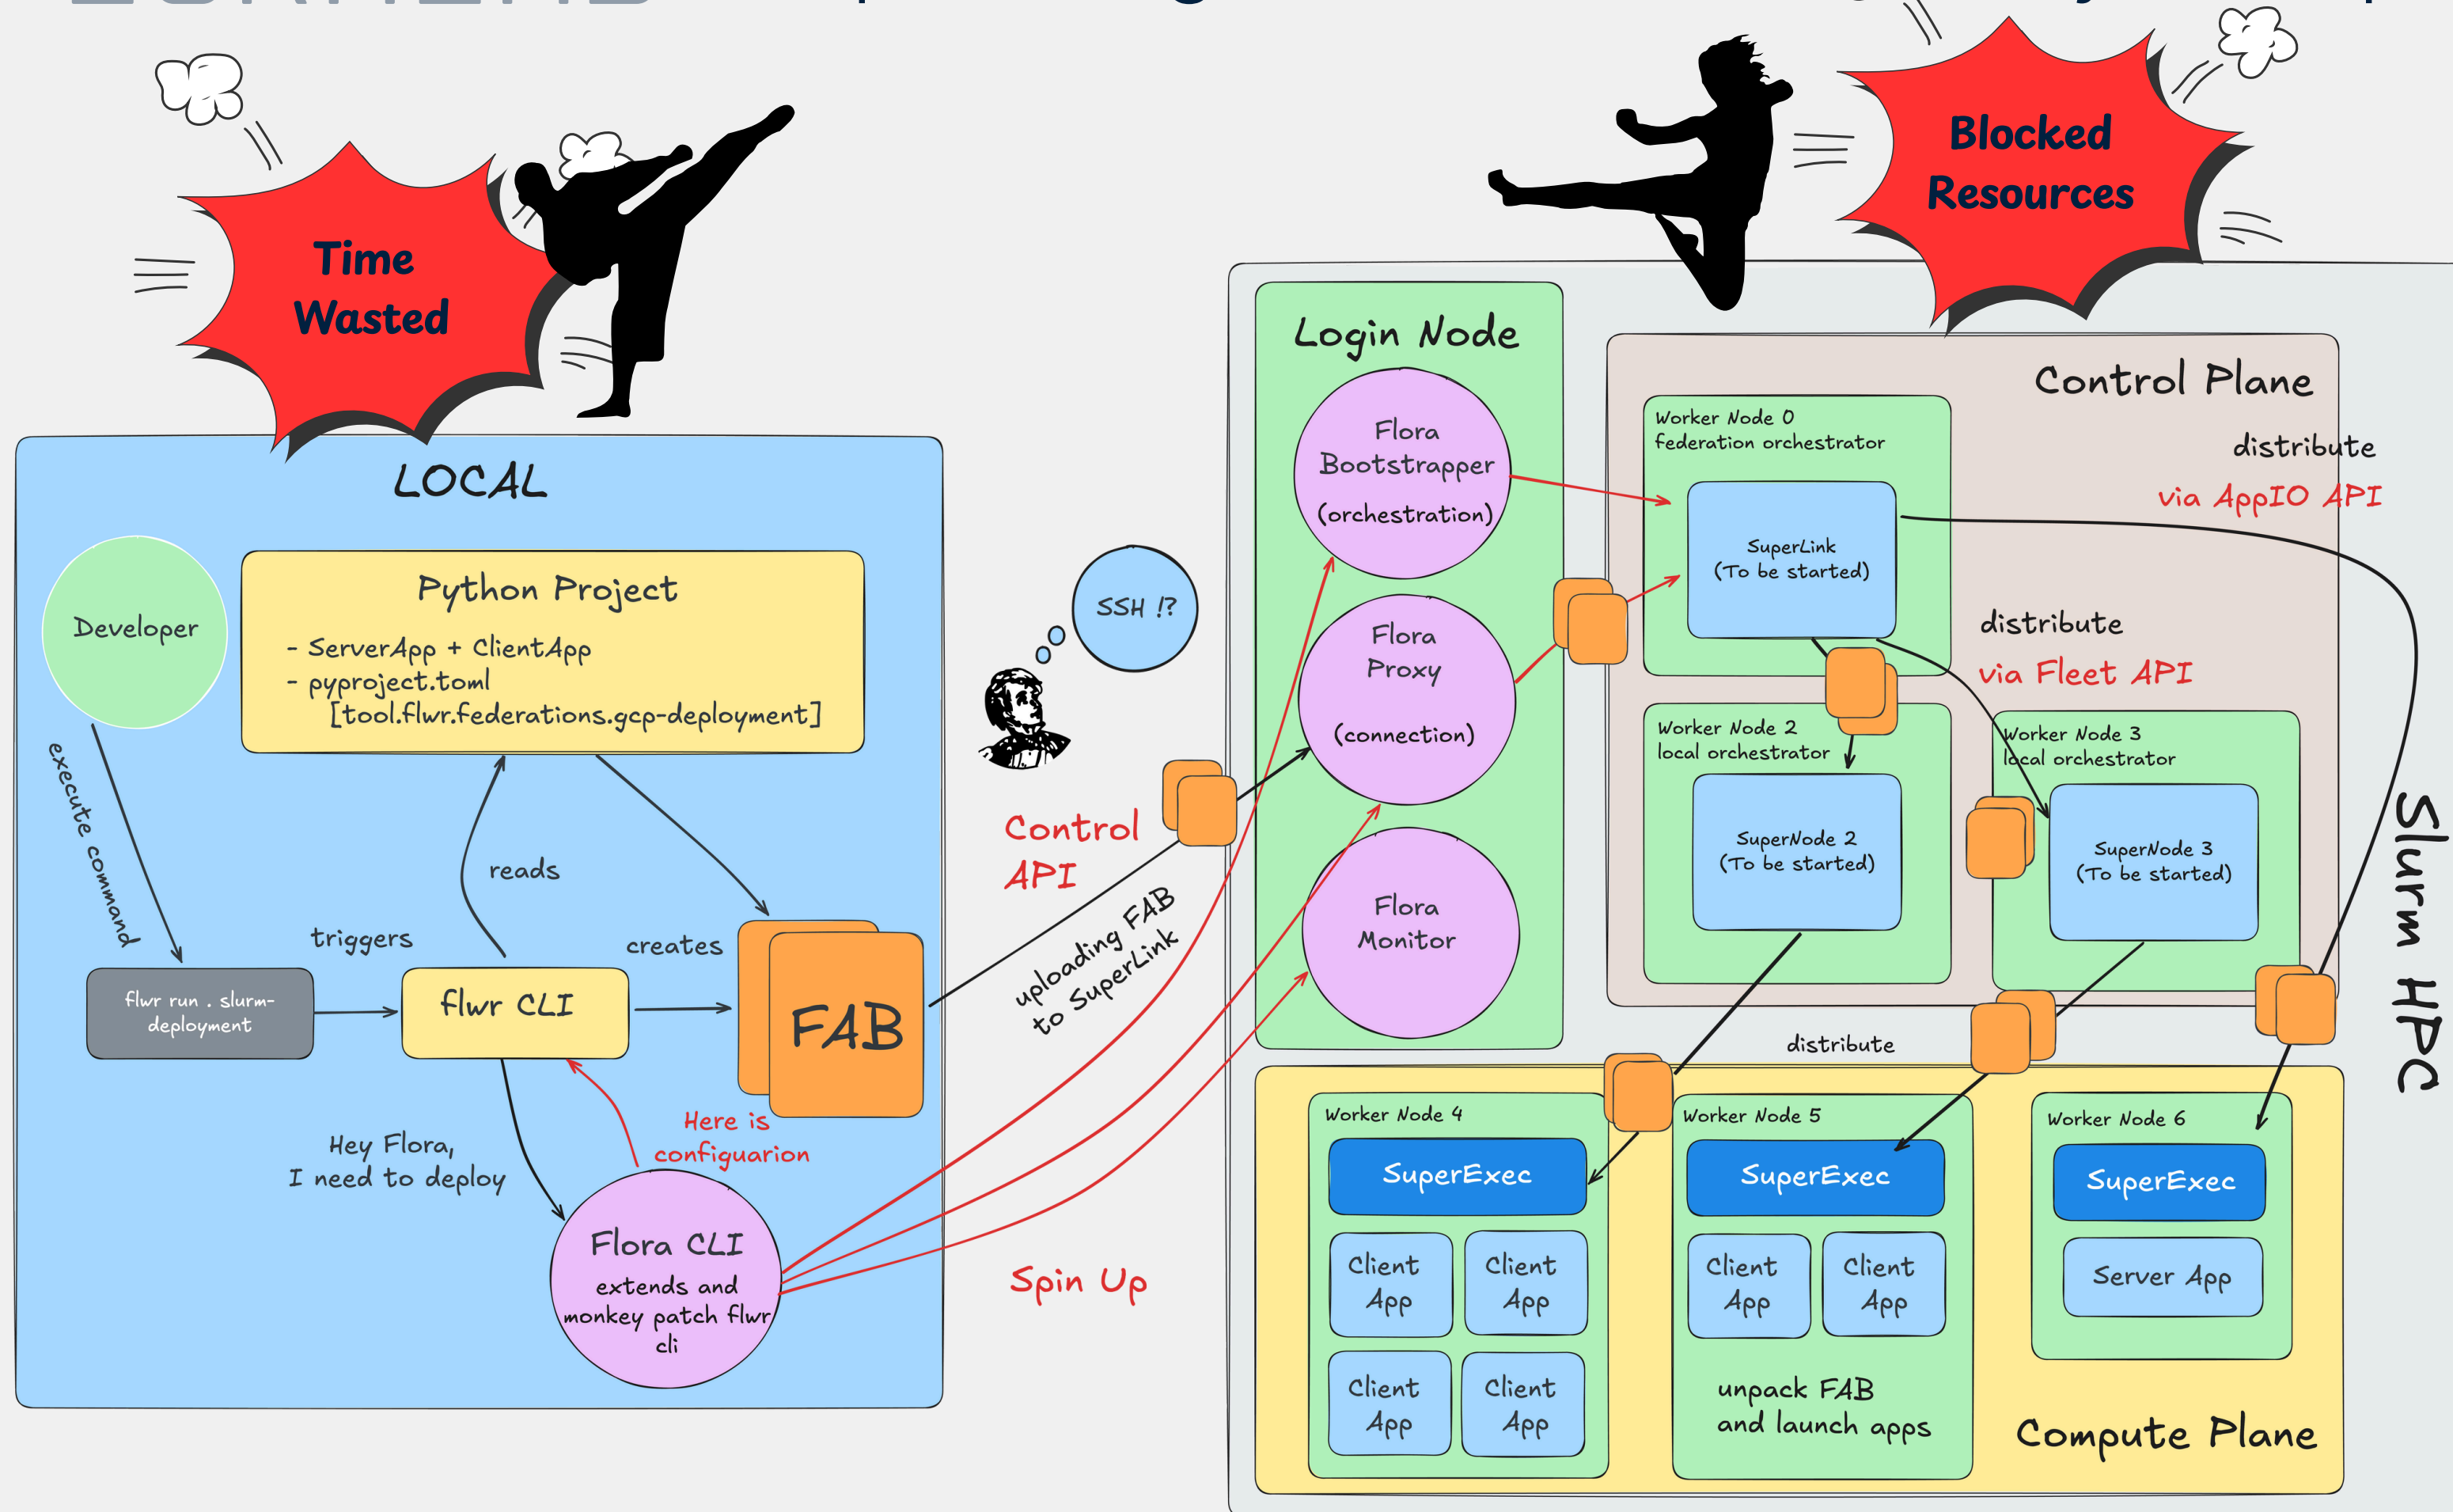 Time
Wasted
Blocked
Resources
LOCAL
Developer
Python Project
- ServerApp + ClientApp
- pyproject.toml
[tool.flwr.federations.gcp-deployment]
execute command
reads
triggers
creates
flwr run . slurm-
deployment
flwr CLI
FAB
Hey Flora,
I need to deploy
Here is
configuarion
Flora CLI
extends and
monkey patch flwr
cli
SSH !?
Control
API
uploading FAB
to SuperLink
Spin Up
Login Node
Flora
Bootstrapper
(orchestration)
Flora
Proxy
(connection)
Flora
Monitor
Control Plane
Worker Node 0
federation orchestrator
SuperLink
(To be started)
distribute
via AppIO API
distribute
via Fleet API
Worker Node 2
local orchestrator
SuperNode 2
(To be started)
Worker Node 3
local orchestrator
SuperNode 3
(To be started)
Slurm HPC
distribute
Worker Node 4
SuperExec
Client
App
Client
App
Client
App
Client
App
Worker Node 5
SuperExec
Client
App
Client
App
unpack FAB
and launch apps
Worker Node 6
SuperExec
Server App
Compute Plane